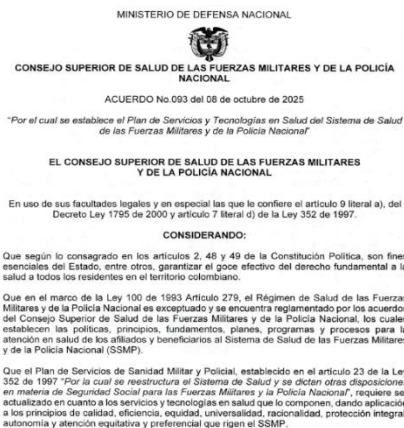 MINISTERIO DE DEFENSA NACIONAL
CONSEJO SUPERIOR DE SALUD DE LAS FUERZAS MILITARES Y DE LA POLICÍA
NACIONAL
ACUERDO No.093 del 08 de octubre de 2025
"Por el cual se establece el Plan de Servicios y Tecnologías en Salud del Sistema de Salud
de las Fuerzas Militares y de la Policía Nacional"
EL CONSEJO SUPERIOR DE SALUD DE LAS FUERZAS MILITARES
Y DE LA POLICÍA NACIONAL
En uso de sus facultades legales y en especial las que le confiere el artículo 9 literal a), del
Decreto Ley 1795 de 2000 y artículo 7 literal d) de la Ley 352 de 1997.
CONSIDERANDO:
Que según lo consagrado en los artículos 2, 48 y 49 de la Constitución Política, son fines
esenciales del Estado, entre otros, garantizar el goce efectivo del derecho fundamental a la
salud a todos los residentes en el territorio colombiano.
Que en el marco de la Ley 100 de 1993 Artículo 279, el Régimen de Salud de las Fuerzas
Militares y de la Policía Nacional es exceptuado y se encuentra reglamentado por los acuerdos
del Consejo Superior de Salud de las Fuerzas Militares y de la Policía Nacional, los cuales
establecen las políticas, principios, fundamentos, planes, programas y procesos para la
atención en salud de los afiliados y beneficiarios al Sistema de Salud de las Fuerzas Militares
y de la Policía Nacional (SSMP).
Que el Plan de Servicios de Sanidad Militar y Policial, establecido en el artículo 23 de la Ley
352 de 1997 "Por la cual se reestructura el Sistema de Salud y se dictan otras disposiciones
en materia de Seguridad Social para las Fuerzas Militares y la Policía Nacional", requiere ser
actualizado en cuanto a los servicios y tecnologías en salud que lo componen, dando aplicación
a los principios de calidad, eficiencia, equidad, universalidad, racionalidad, protección integral,
autonomía y atención equitativa y preferencial que rigen el SSMP.